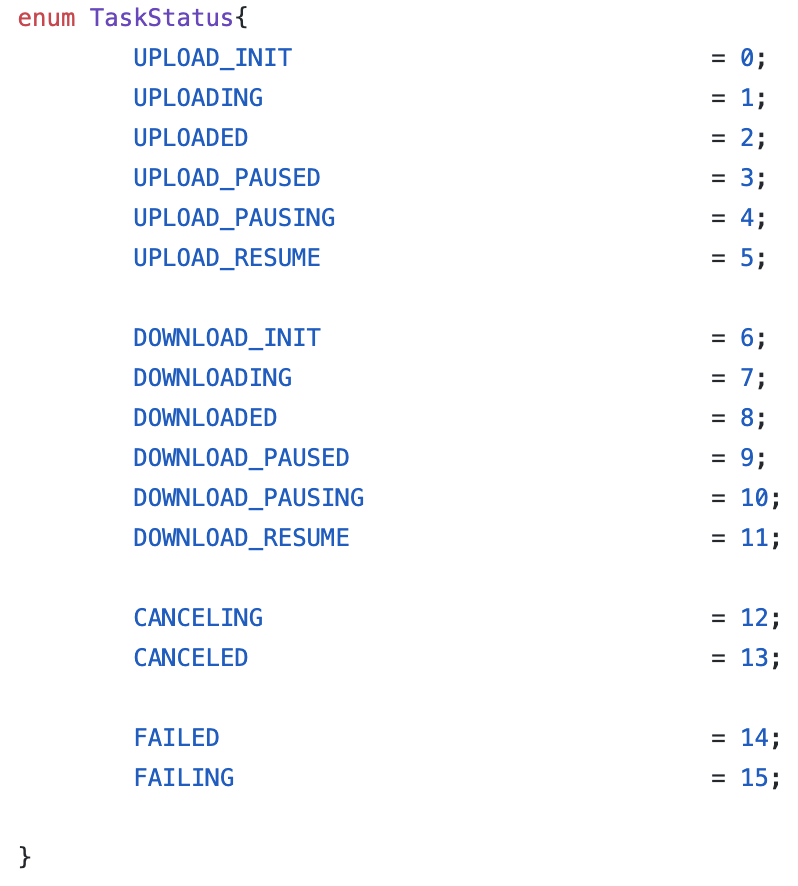 enum TaskStatus{
UPLOAD_INIT = 0;
UPLOADING = 1;
UPLOADED = 2;
UPLOAD_PAUSED = 3;
UPLOAD_PAUSING = 4;
UPLOAD_RESUME = 5;
DOWNLOAD_INIT = 6;
DOWNLOADING = 7;
DOWNLOADED = 8;
DOWNLOAD_PAUSED = 9;
DOWNLOAD_PAUSING = 10;
DOWNLOAD_RESUME = 11;
CANCELING = 12;
CANCELED = 13;
FAILED = 14;
FAILING = 15;
}